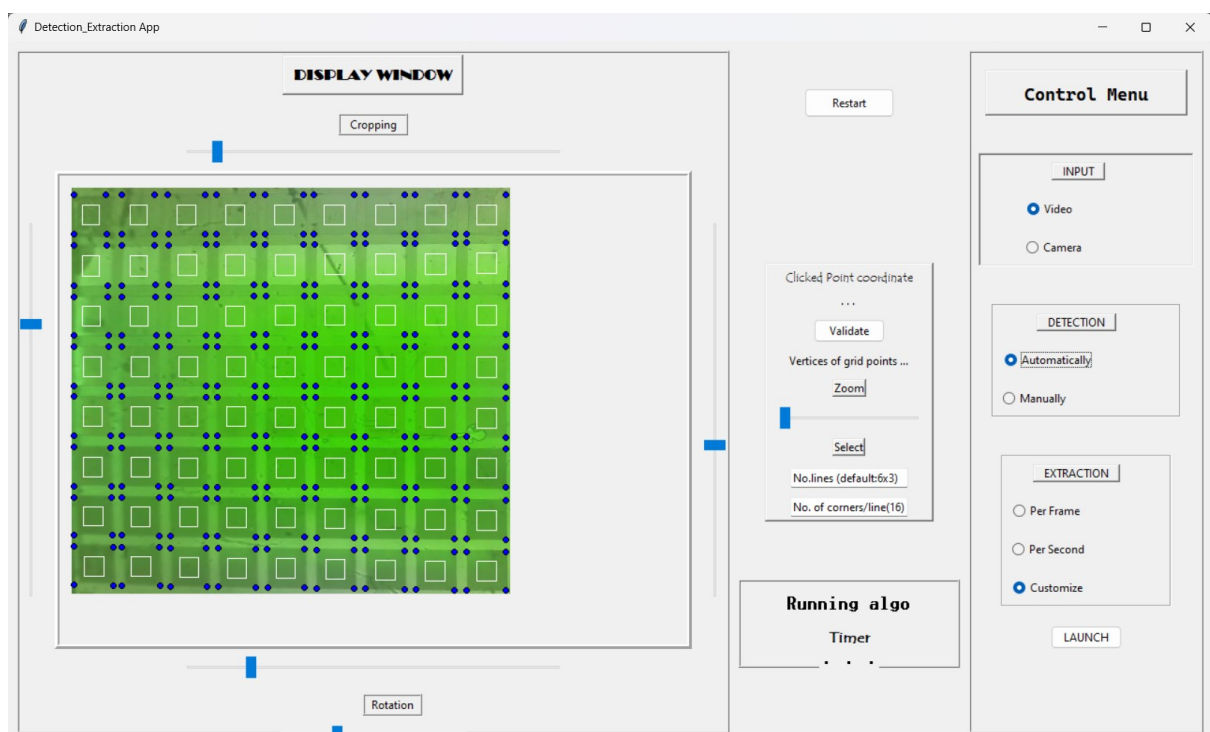 Detection_Extraction App
DISPLAY WINDOW
Cropping
Rotation
Restart
Clicked Point coordinate
...
Validate
Vertices of grid points ...
Zoom
Select
No.lines (default:6x3)
No. of corners/line(16)
Running algo
Timer
. . .
Control Menu
INPUT
Video
Camera
DETECTION
Automatically
Manually
EXTRACTION
Per Frame
Per Second
Customize
LAUNCH